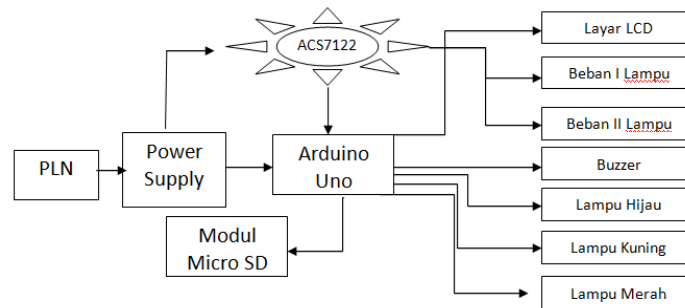 ACS7122
Layar LCD
Beban I Lampu
Beban II Lampu
PLN
Power
Supply
Arduino
Uno
Buzzer
Lampu Hijau
Modul
Micro SD
Lampu Kuning
Lampu Merah